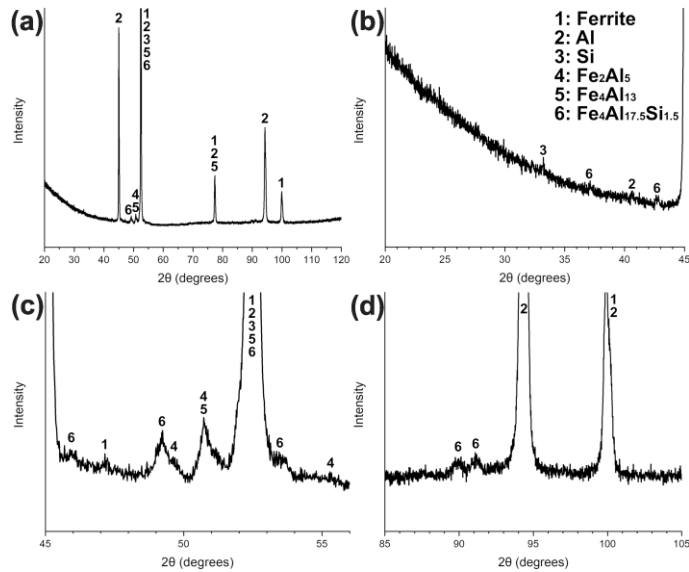 (a)
2
1
2
3
5
6
6
4
5
1
2
5
2
1
Intensity
20 30 40 50 60 70 80 90 100 110 120
2θ (degrees)
(b)
1: Ferrite
2: Al
3: Si
4: Fe2Al5
5: Fe4Al13
6: Fe4Al17.5Si1.5
3
6
2
6
Intensity
20 25 30 35 40 45
2θ (degrees)
(c)
1
2
3
5
6
6
1
6
4
4
5
6
4
Intensity
45 50 55
2θ (degrees)
(d)
2
1
2
6
6
Intensity
85 90 95 100 105
2θ (degrees)